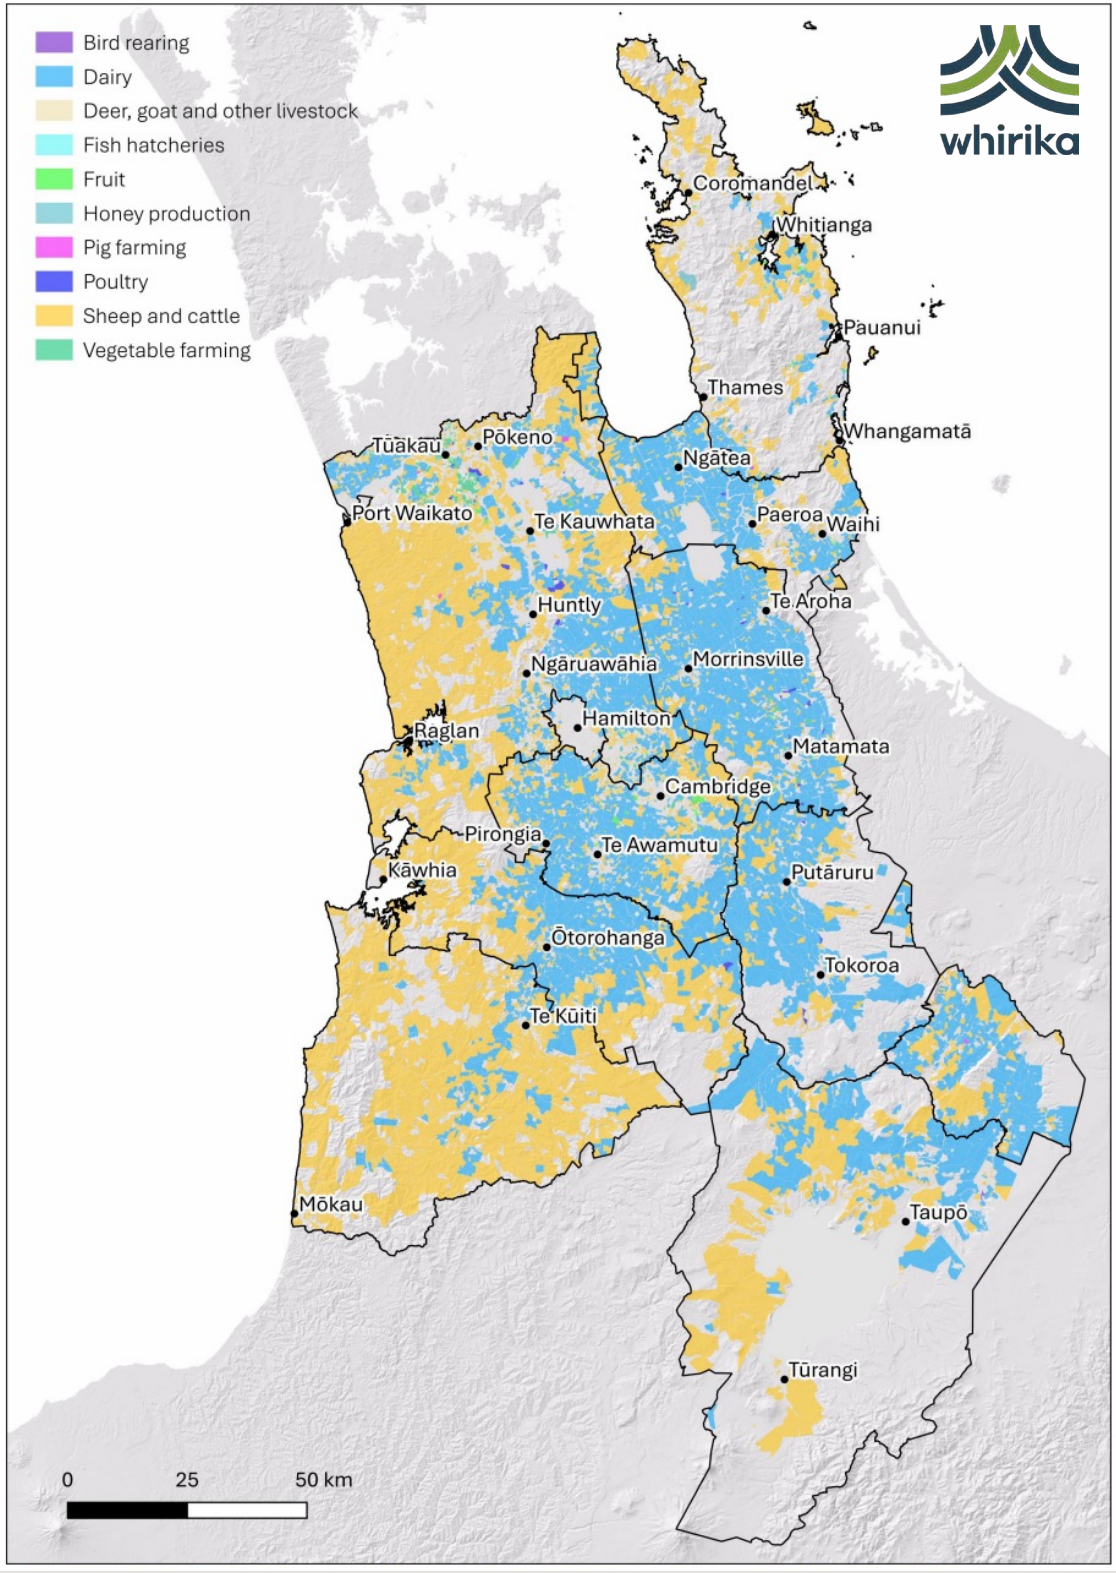 Bird rearing
Dairy
Deer, goat and other livestock
Fish hatcheries
Fruit
Honey production
Pig farming
Poultry
Sheep and cattle
Vegetable farming
whirika
Coromandel
Whitianga
Pauanui
Thames
Whangamatā
Tūakau
Pōkeno
Ngātea
Port Waikato
Te Kauwhata
Paeroa
Waihi
Huntly
Te Aroha
Ngāruawāhia
Morrinsville
Raglan
Hamilton
Matamata
Cambridge
Pirongia
Te Awamutu
Kāwhia
Putāruru
Ōtorohanga
Tokoroa
Te Kūiti
Mōkau
Taupō
Tūrangi
0 25 50 km